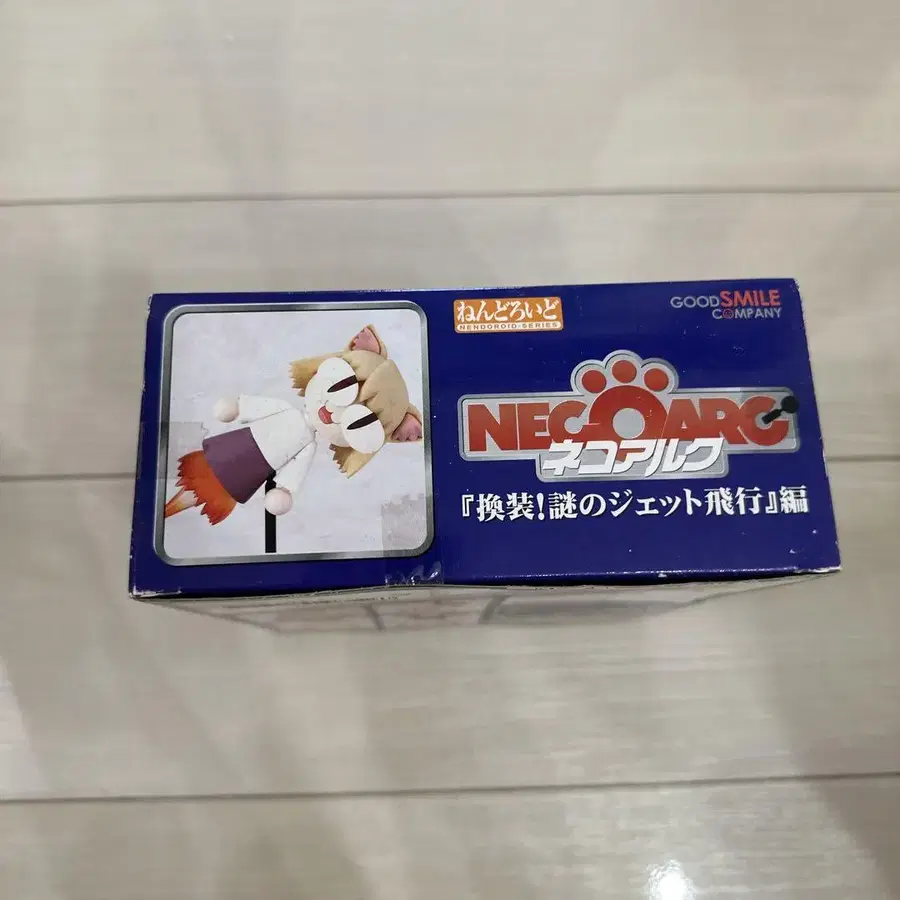 ねんどろいど
NENDOROID-SERIES
GOOD SMILE
COMPANY
NECOARC
ネコアルク
『換装!謎のジェット飛行』編